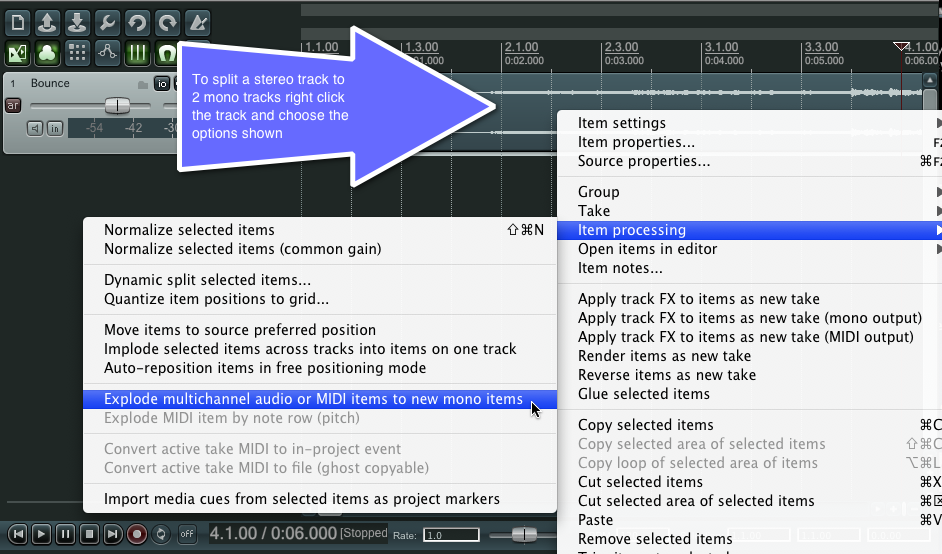 1.1.00
1.3.00
2.1.00
2.3.00
3.1.00
3.3.00
4.1.00
0:02.000
0:03.000
0:04.000
0:05.000
0:06.00
1 Bounce
io
ar
in
-54 -42 -30
To split a stereo track to
2 mono tracks right click
the track and choose the
options shown
Item settings
Item properties...
Source properties...
Group
Take
Item processing
Open items in editor
Item notes...
Apply track FX to items as new take
Apply track FX to items as new take (mono output)
Apply track FX to items as new take (MIDI output)
Render items as new take
Reverse items as new take
Glue selected items
Copy selected items ⌘C
Copy selected area of selected items ⇧⌘C
Copy loop of selected area of items ⌥⌘L
Cut selected items ⌘X
Cut selected area of selected items ⌘⌦
Paste ⌘V
Remove selected items
Normalize selected items ⇧⌘N
Normalize selected items (common gain)
Dynamic split selected items...
Quantize item positions to grid...
Move items to source preferred position
Implode selected items across tracks into items on one track
Auto-reposition items in free positioning mode
Explode multichannel audio or MIDI items to new mono items
Explode MIDI item by note row (pitch)
Convert active take MIDI to in-project event
Convert active take MIDI to file (ghost copyable)
Import media cues from selected items as project markers
off
4.1.00 / 0:06.000 [Stopped
Rate: 1.0